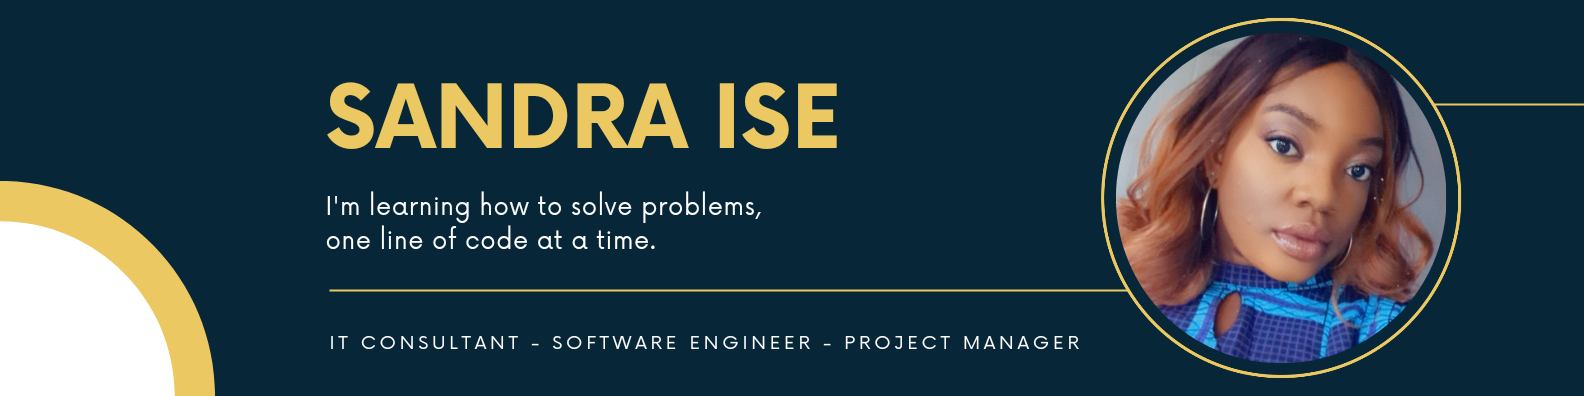 SANDRA ISE
I'm learning how to solve problems,
one line of code at a time.
IT CONSULTANT - SOFTWARE ENGINEER - PROJECT MANAGER